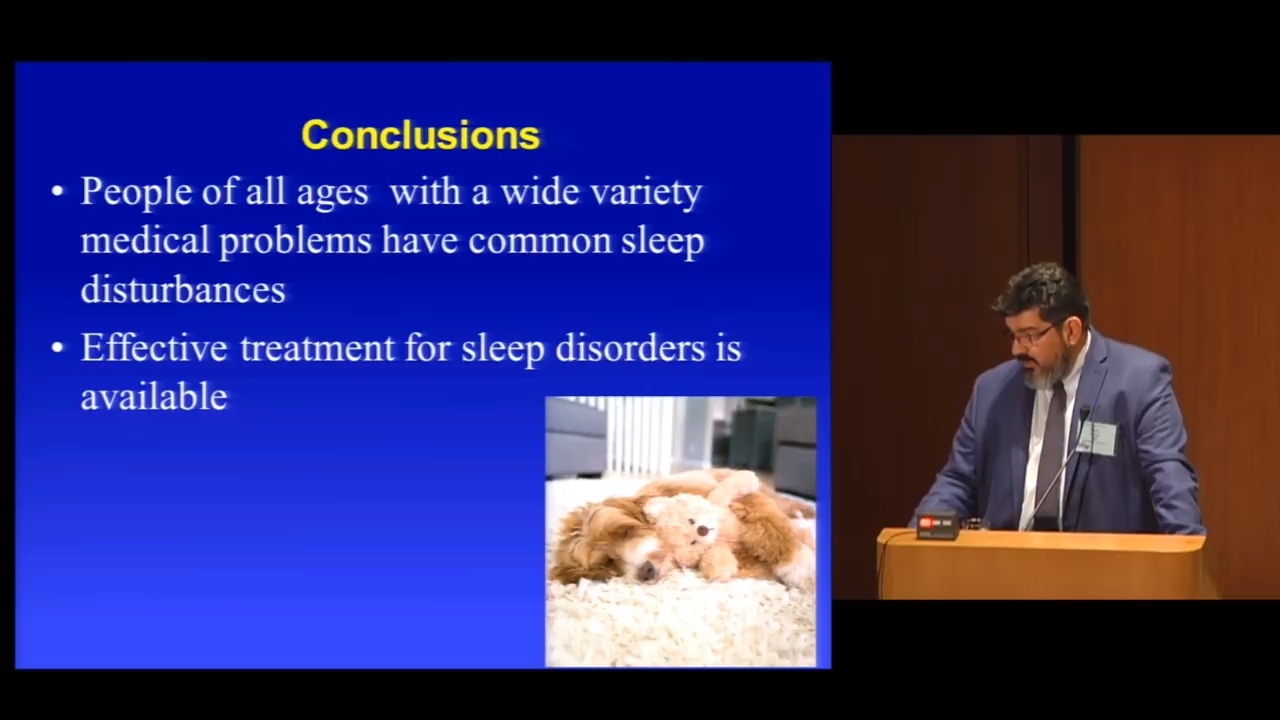 Conclusions
• People of all ages  with a wide variety
medical problems have common sleep
disturbances
• Effective treatment for sleep disorders is
available